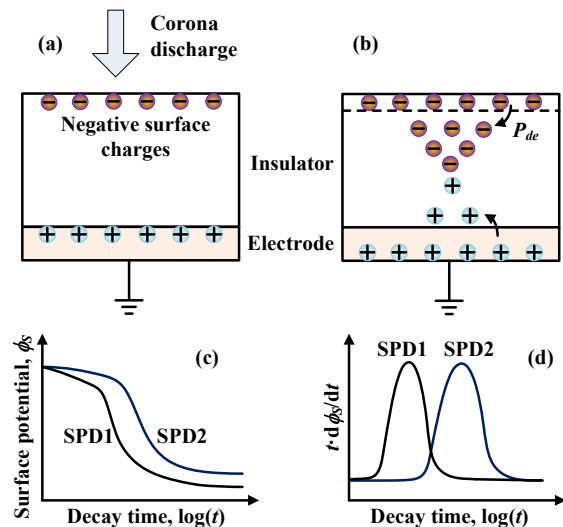 (a)
Corona
discharge
(b)
Negative surface
charges
P_de
Insulator
Electrode
Surface potential, ϕ_S
(c)
SPD1
SPD2
Decay time, log(t)
t·dϕ_S/dt
(d)
SPD1
SPD2
Decay time, log(t)